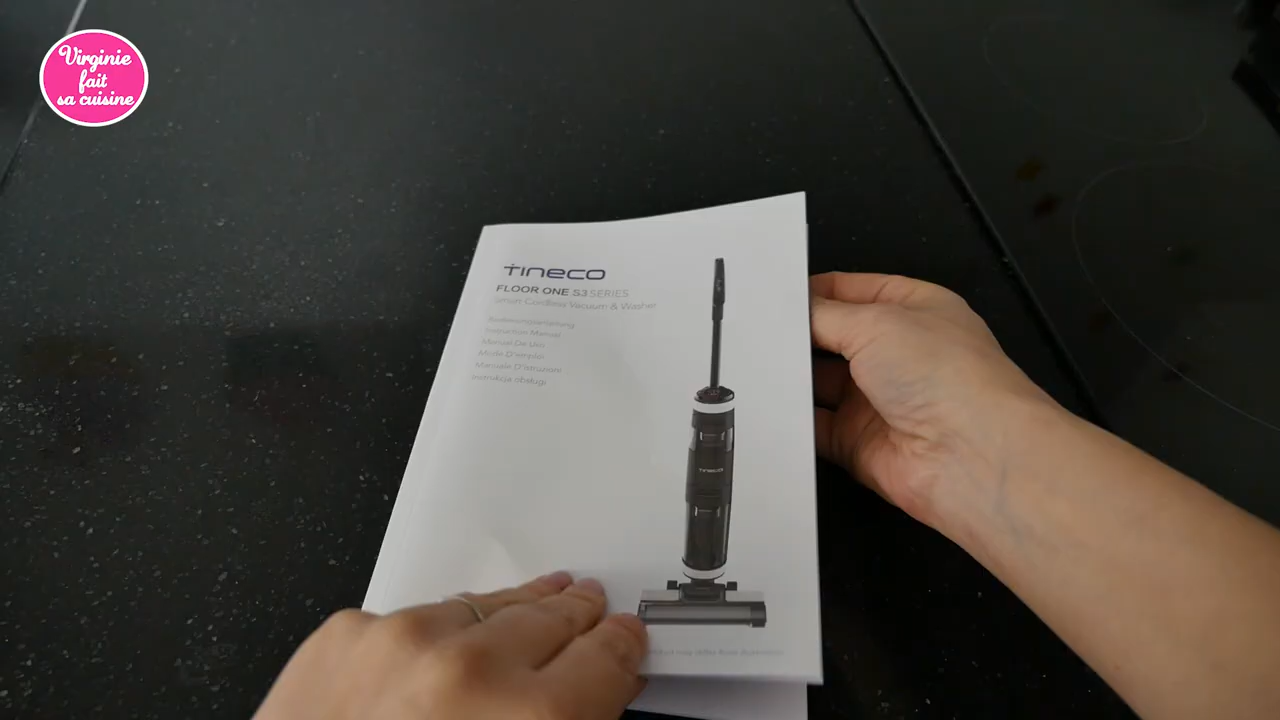 Virginie
fait
sa cuisine
TINECO
FLOOR ONE S3 SERIES
Smart Cordless Vacuum & Washer
Bedienungsanleitung
Instruction Manual
Manual De Uso
Mode D'emploi
Manuale D'istruzioni
Instrukcja obsługi
TINECO